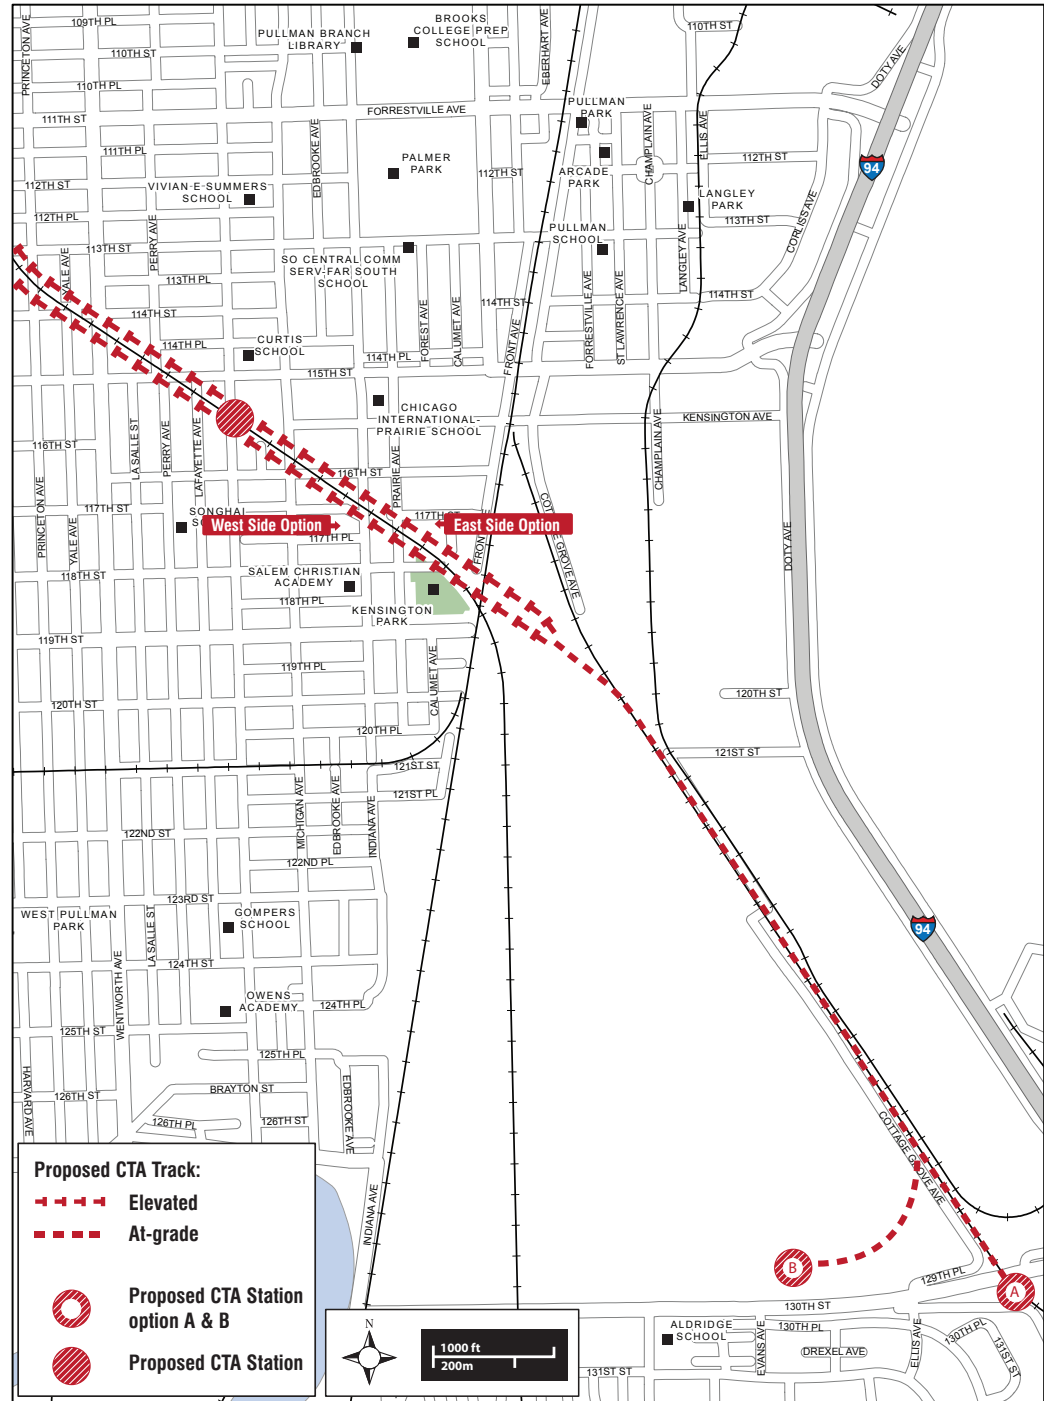 109TH PL
PRINCETON AVE
110TH ST
110TH PL
111TH ST
111TH PL
112TH ST
112TH PL
113TH ST
113TH PL
114TH ST
114TH PL
PULLMAN BRANCH
LIBRARY
BROOKS
COLLEGE PREP
SCHOOL
EBERHART AVE
110TH ST
DOTY AVE
FORRESTVILLE AVE
EDBROOKE AVE
PALMER
PARK
112TH ST
PULLMAN
PARK
ARCADE
PARK
CHAMPLAIN AVE
ELLIS AVE
112TH ST
94
VIVIAN E SUMMERS
SCHOOL
LANGLEY
PARK
113TH ST
CORLISS AVE
PERRY AVE
YALE AVE
SO CENTRAL COMM
SERV-FAR SOUTH
SCHOOL
PULLMAN
SCHOOL
LANGLEY AVE
114TH ST
114TH ST
FORREST AVE
CALUMET AVE
FRONT AVE
FORRESTVILLE AVE
ST LAWRENCE AVE
CURTIS
SCHOOL
114TH PL
115TH ST
CHICAGO
INTERNATIONAL-
PRAIRIE SCHOOL
KENSINGTON AVE
CHAMPLAIN AVE
116TH ST
LA SALLE ST
PERRY AVE
LAFAYETTE AVE
116TH ST
PRAIRIE AVE
PRINCETON AVE
YALE AVE
117TH ST
SONGHAI
West Side Option
East Side Option
117TH ST
117TH PL
COTTAGE GROVE AVE
DOTY AVE
118TH ST
SALEM CHRISTIAN
ACADEMY
118TH PL
KENSINGTON
PARK
119TH ST
119TH PL
CALUMET AVE
120TH ST
120TH PL
120TH ST
121ST ST
121ST ST
121ST PL
MICHIGAN AVE
EDBROOKE AVE
INDIANA AVE
122ND ST
122ND PL
123RD ST
WEST PULLMAN
PARK
LA SALLE ST
GOMPERS
SCHOOL
94
WENTWORTH AVE
124TH ST
OWENS
ACADEMY
124TH PL
125TH ST
125TH PL
HARVARD AVE
126TH ST
BRAYTON ST
126TH PL
126TH ST
EDBROOKE AVE
COTTAGE GROVE AVE
INDIANA AVE
Proposed CTA Track:
Elevated
At-grade
Proposed CTA Station
option A & B
Proposed CTA Station
B
129TH PL
A
130TH ST
N
1000 ft
200m
ALDRIDGE
SCHOOL
130TH PL
EVANS AVE
DREXEL AVE
ELLIS AVE
130TH PL
131ST ST
131ST ST